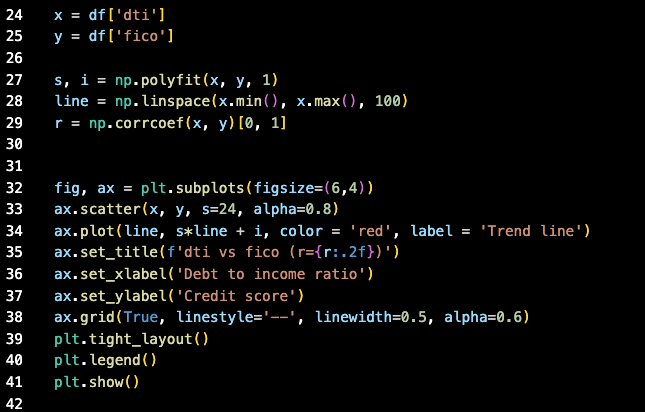 24 x = df['dti']
25 y = df['fico']
26
27 s, i = np.polyfit(x, y, 1)
28 line = np.linspace(x.min(), x.max(), 100)
29 r = np.corrcoef(x, y)[0, 1]
30
31
32 fig, ax = plt.subplots(figsize=(6,4))
33 ax.scatter(x, y, s=24, alpha=0.8)
34 ax.plot(line, s*line + i, color = 'red', label = 'Trend line')
35 ax.set_title(f'dti vs fico (r={r:.2f})')
36 ax.set_xlabel('Debt to income ratio')
37 ax.set_ylabel('Credit score')
38 ax.grid(True, linestyle='--', linewidth=0.5, alpha=0.6)
39 plt.tight_layout()
40 plt.legend()
41 plt.show()
42